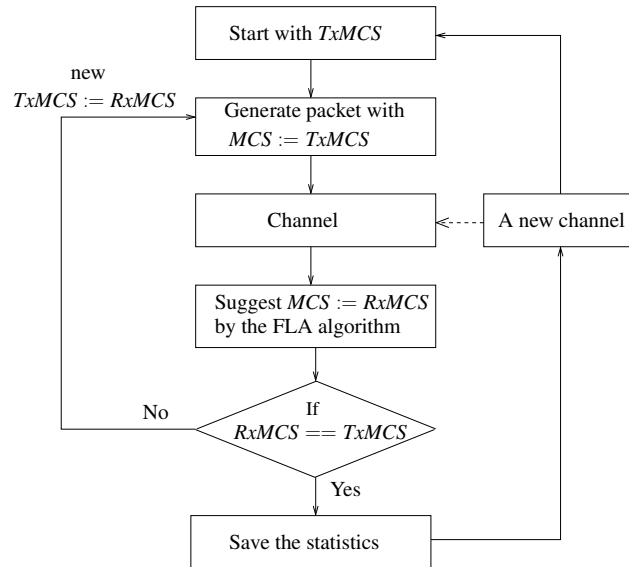 Start with TxMCS
new
TxMCS := RxMCS
Generate packet with
MCS := TxMCS
Channel
A new channel
Suggest MCS := RxMCS
by the FLA algorithm
No
If
RxMCS == TxMCS
Yes
Save the statistics